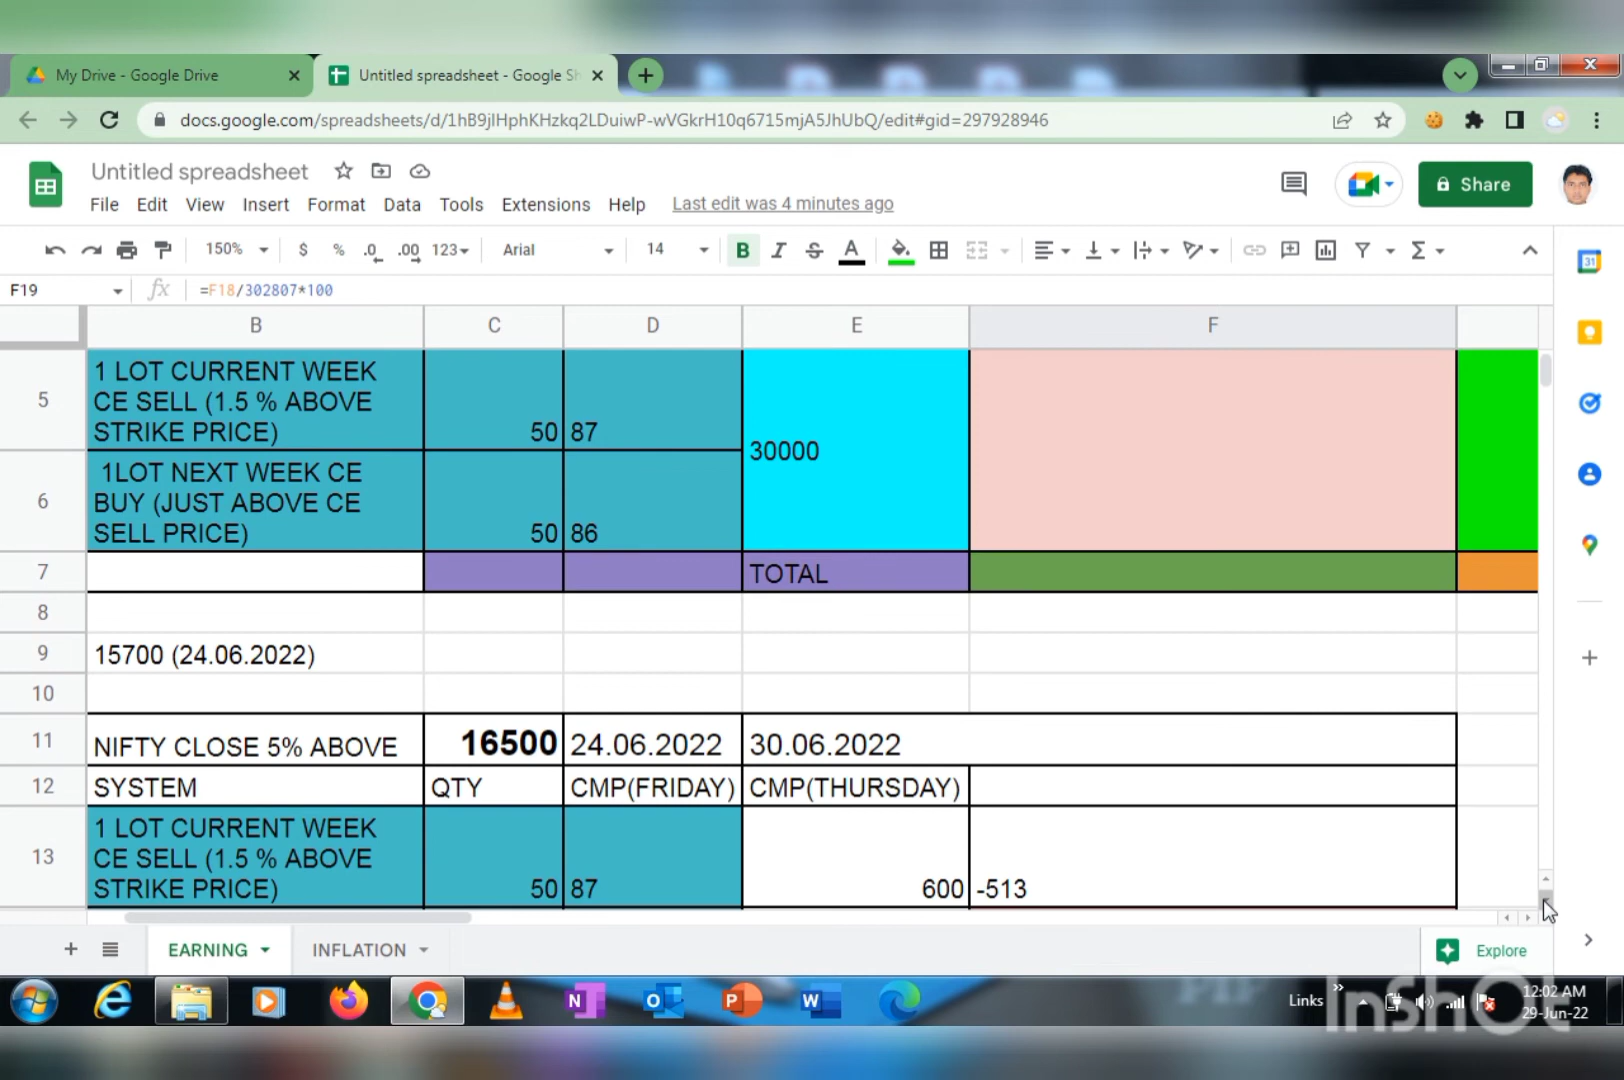 My Drive - Google Drive
Untitled spreadsheet - Google Sh
docs.google.com/spreadsheets/d/1hB9jIHphKHzkq2LDuiwP-wVGkrH10q6715mjA5JhUbQ/edit#gid=297928946
Untitled spreadsheet
Share
File Edit View Insert Format Data Tools Extensions Help Last edit was 4 minutes ago
150% $ % .0 .00 123 Arial 14 B I S A
F19 fx =F18/302807*100
B C D E F
5 1 LOT CURRENT WEEK
CE SELL (1.5 % ABOVE
STRIKE PRICE) 50 87
30000
6 1LOT NEXT WEEK CE
BUY (JUST ABOVE CE
SELL PRICE) 50 86
7 TOTAL
8
9 15700 (24.06.2022)
10
11 NIFTY CLOSE 5% ABOVE 16500 24.06.2022 30.06.2022
12 SYSTEM QTY CMP(FRIDAY) CMP(THURSDAY)
13 1 LOT CURRENT WEEK
CE SELL (1.5 % ABOVE
STRIKE PRICE) 50 87 600 -513
EARNING INFLATION Explore
Links
12:02 AM
29-Jun-22
InShOt